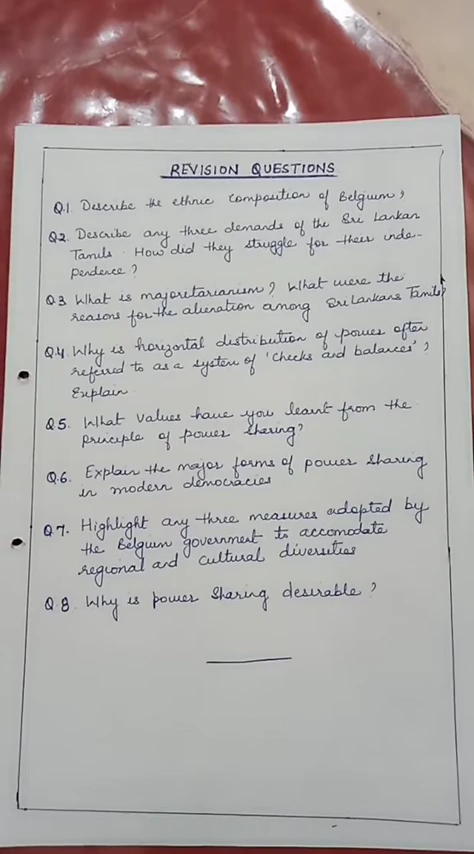 REVISION QUESTIONS
Q.1. Describe the ethnic composition of Belgium?
Q2. Describe any three demands of the Sri Lankan
Tamils. How did they struggle for their inde-
pendence?
Q.3 What is majoritarianism? What were the
reasons for the alienation among Sri Lankans Tamils?
Q.4. Why is horizontal distribution of power often
referred to as a system of 'Checks and balances'?
Explain
Q5. What values have you learnt from the
principle of power sharing?
Q.6. Explain the major forms of power sharing
in modern democracies
Q7. Highlight any three measures adopted by
the Belgium government to accomodate
regional and cultural diversities
Q.8. Why is power sharing desirable?